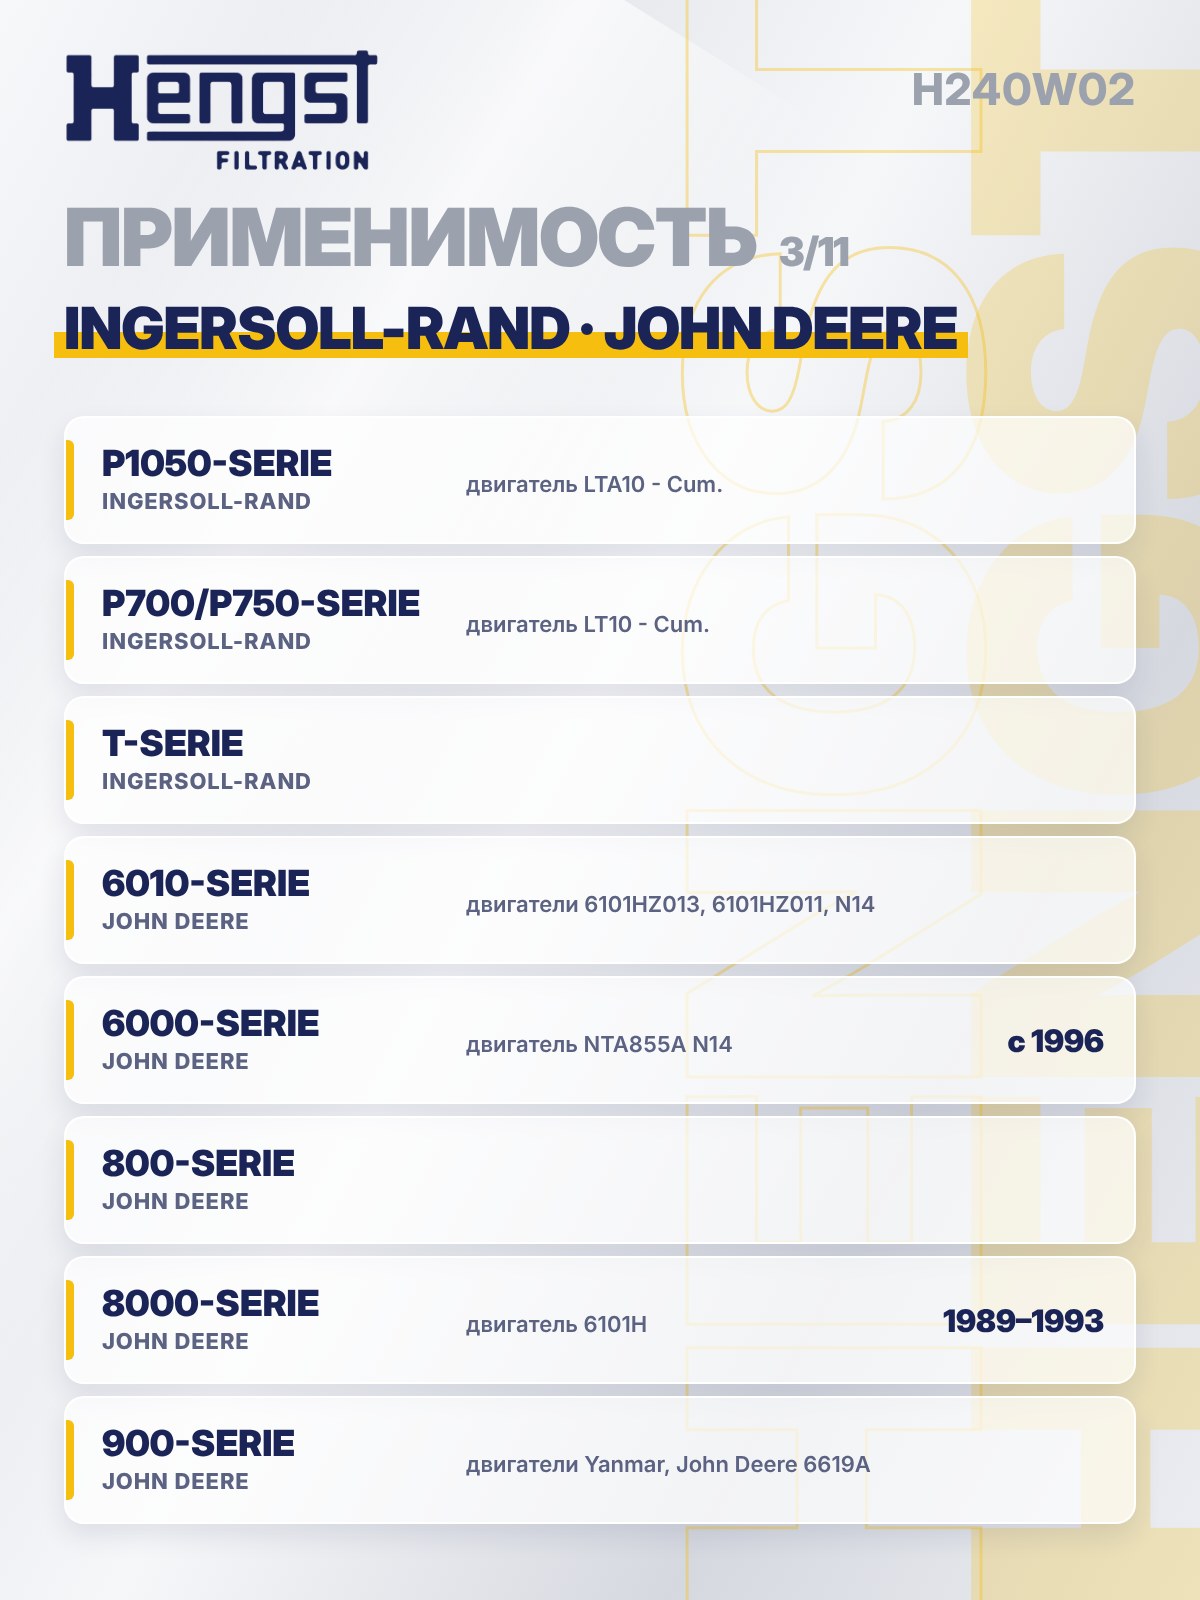 Hengst
FILTRATION
H240W02
ПРИМЕНИМОСТЬ 3/11
INGERSOLL-RAND · JOHN DEERE
P1050-SERIE
INGERSOLL-RAND
двигатель LTA10 - Cum.
P700/P750-SERIE
INGERSOLL-RAND
двигатель LT10 - Cum.
T-SERIE
INGERSOLL-RAND
6010-SERIE
JOHN DEERE
двигатели 6101HZ013, 6101HZ011, N14
6000-SERIE
JOHN DEERE
двигатель NTA855A N14
с 1996
800-SERIE
JOHN DEERE
8000-SERIE
JOHN DEERE
двигатель 6101H
1989–1993
900-SERIE
JOHN DEERE
двигатели Yanmar, John Deere 6619A
HENGST
HENGST